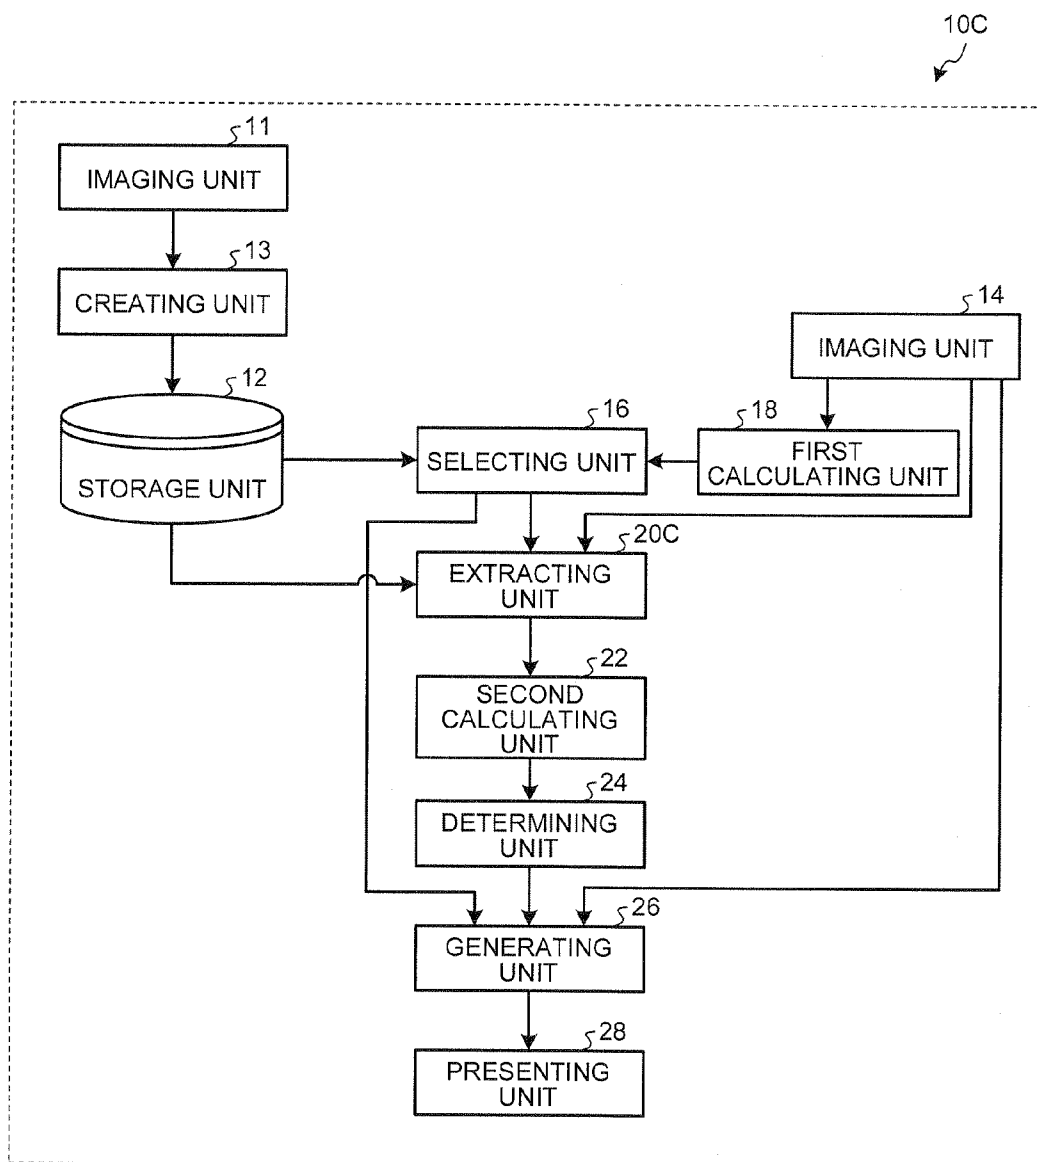 10C
11
IMAGING UNIT
13
CREATING UNIT
14
IMAGING UNIT
12
STORAGE UNIT
16
SELECTING UNIT
18
FIRST
CALCULATING UNIT
20C
EXTRACTING
UNIT
22
SECOND
CALCULATING
UNIT
24
DETERMINING
UNIT
26
GENERATING
UNIT
28
PRESENTING
UNIT